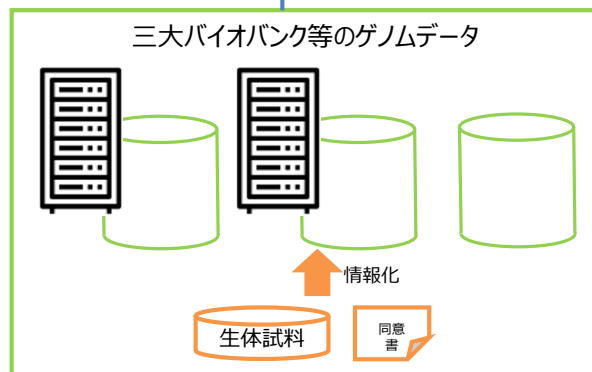 三大バイオバンク等のゲノムデータ
情報化
生体試料
同意
書